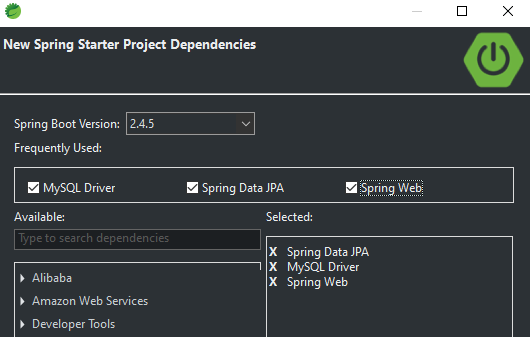 New Spring Starter Project Dependencies
Spring Boot Version: 2.4.5
Frequently Used:
MySQL Driver Spring Data JPA Spring Web
Available: Selected:
Type to search dependencies
X Spring Data JPA
X MySQL Driver
X Spring Web
Alibaba
Amazon Web Services
Developer Tools